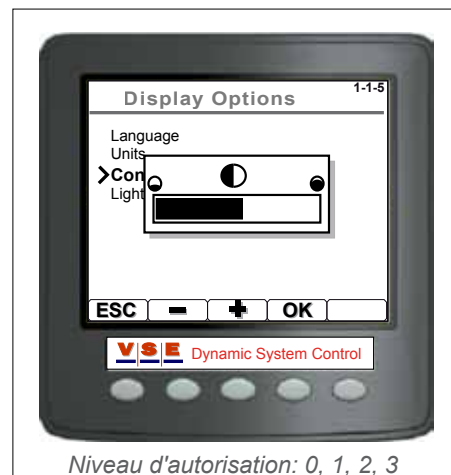 1-1-5
Display Options
Language
Units
Con
Light
ESC - + OK
VSE Dynamic System Control
Niveau d'autorisation: 0, 1, 2, 3